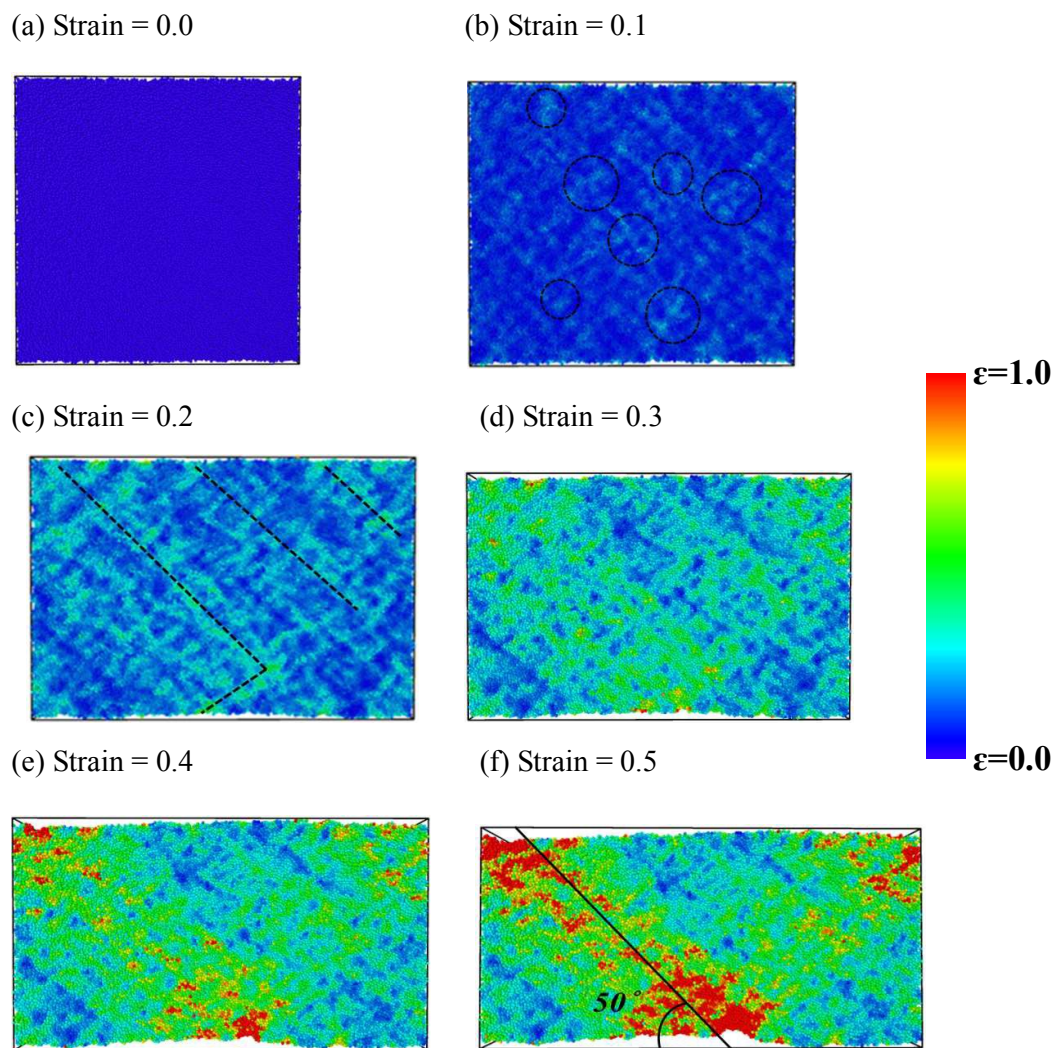 (a) Strain = 0.0
(b) Strain = 0.1
(c) Strain = 0.2
(d) Strain = 0.3
ε=1.0
ε=0.0
(e) Strain = 0.4
(f) Strain = 0.5
50°